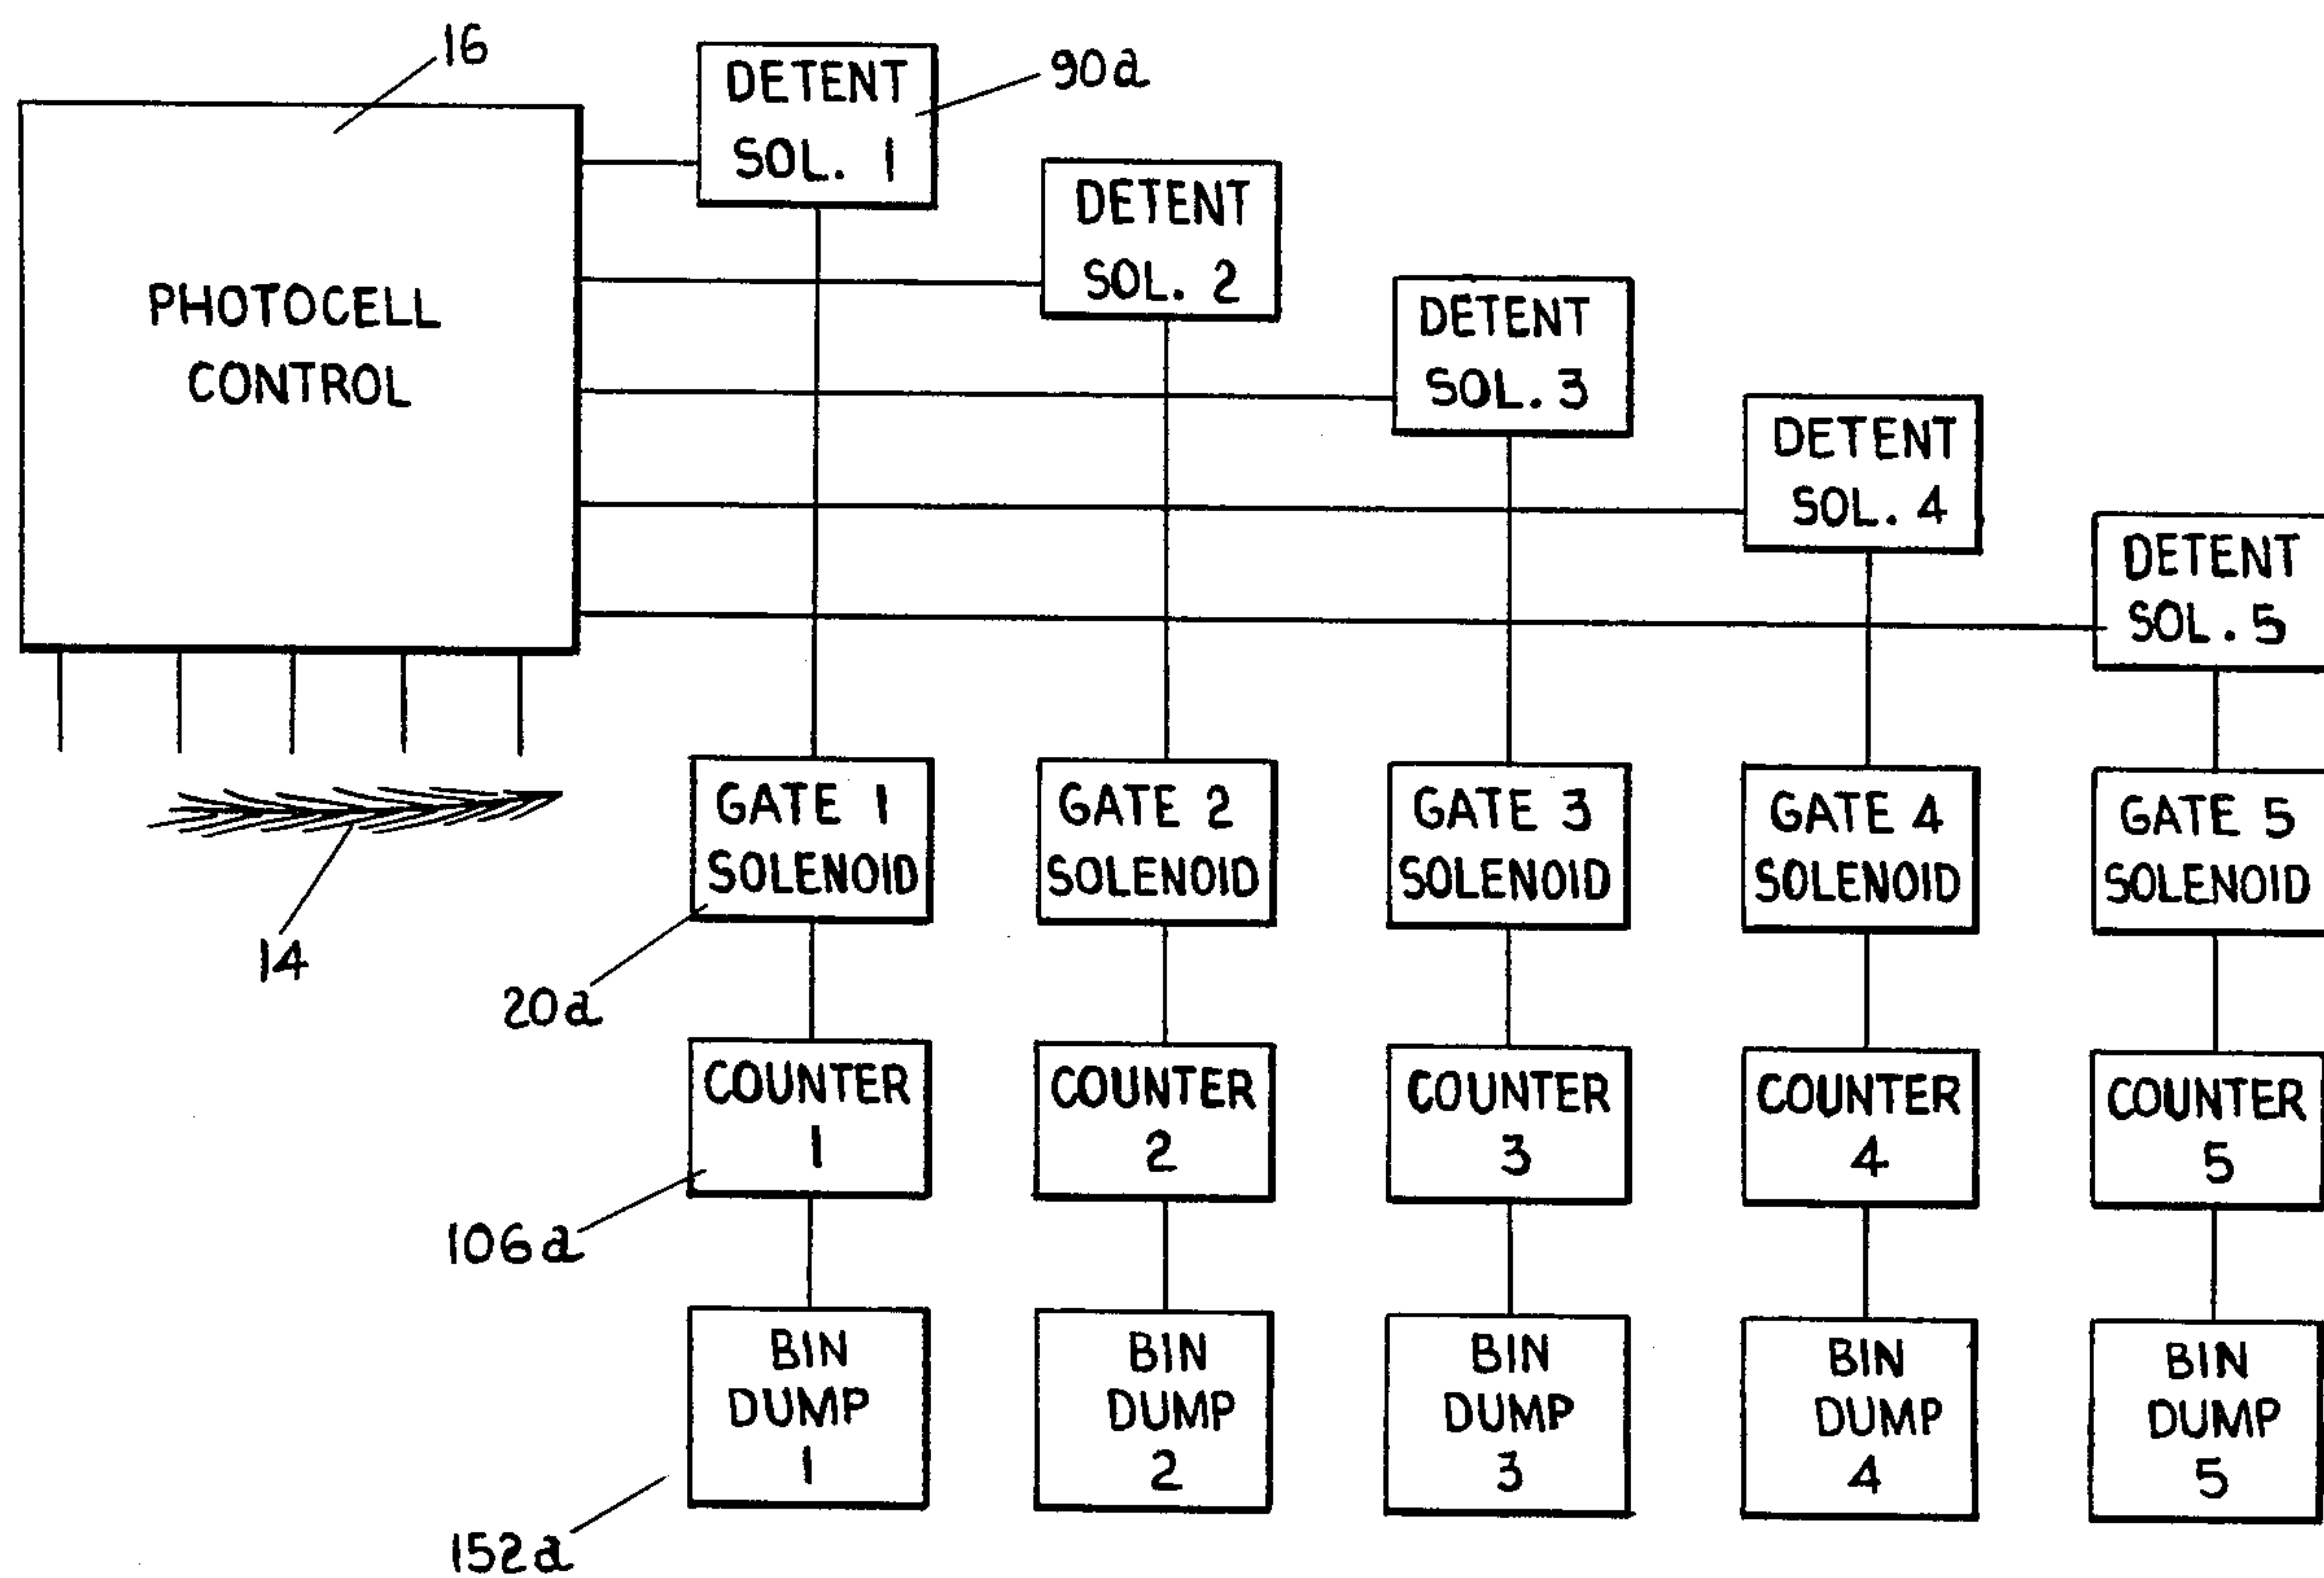 16
90a
DETENT
SOL. 1
DETENT
SOL. 2
DETENT
SOL. 3
DETENT
SOL. 4
DETENT
SOL. 5
PHOTOCELL
CONTROL
14
GATE 1
SOLENOID
GATE 2
SOLENOID
GATE 3
SOLENOID
GATE 4
SOLENOID
GATE 5
SOLENOID
20a
COUNTER
1
COUNTER
2
COUNTER
3
COUNTER
4
COUNTER
5
106a
BIN
DUMP
1
BIN
DUMP
2
BIN
DUMP
3
BIN
DUMP
4
BIN
DUMP
5
152a